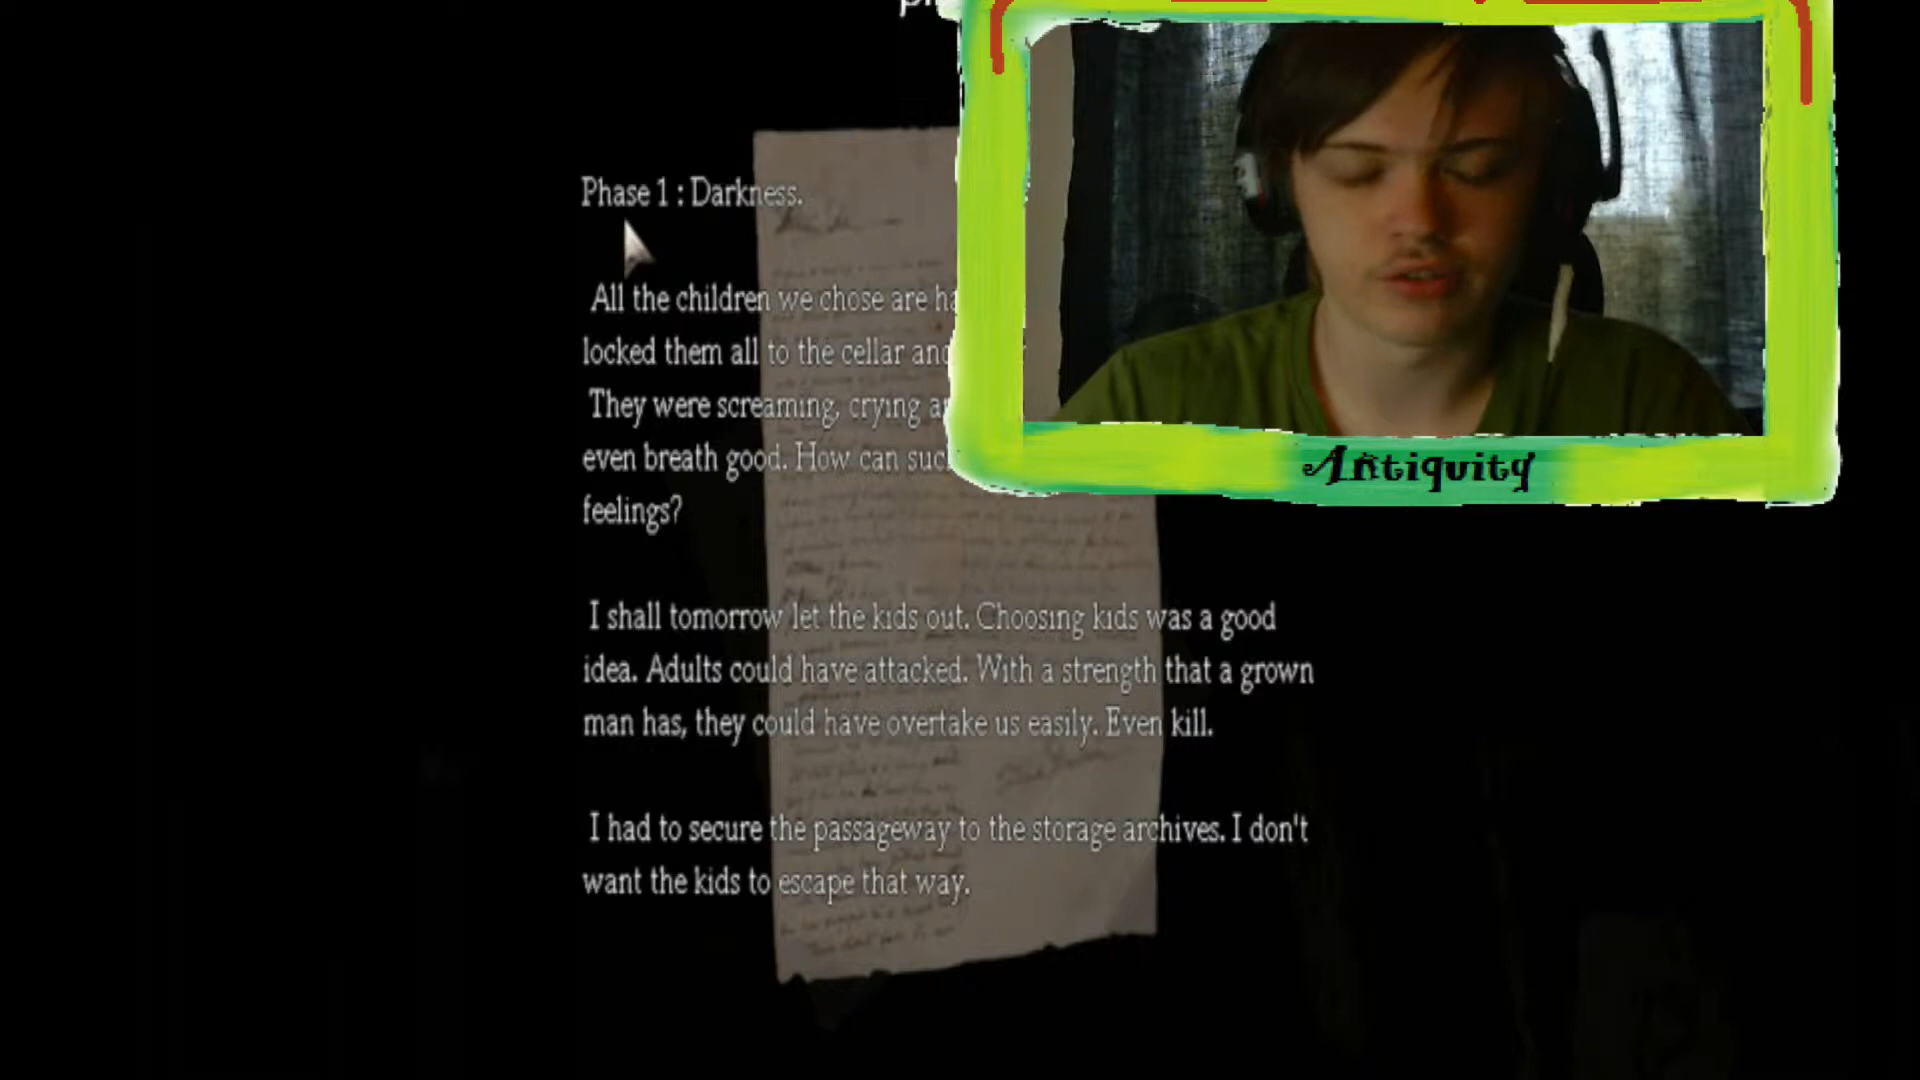 Phase 1 : Darkness.
All the children we chose are
locked them all to the cellar and
They were screaming, crying
even breath good. How can such
feelings?
I shall tomorrow let the kids out. Choosing kids was a good
idea. Adults could have attacked. With a strength that a grown
man has, they could have overtake us easily. Even kill.
I had to secure the passageway to the storage archives. I don't
want the kids to escape that way.
Antiquity